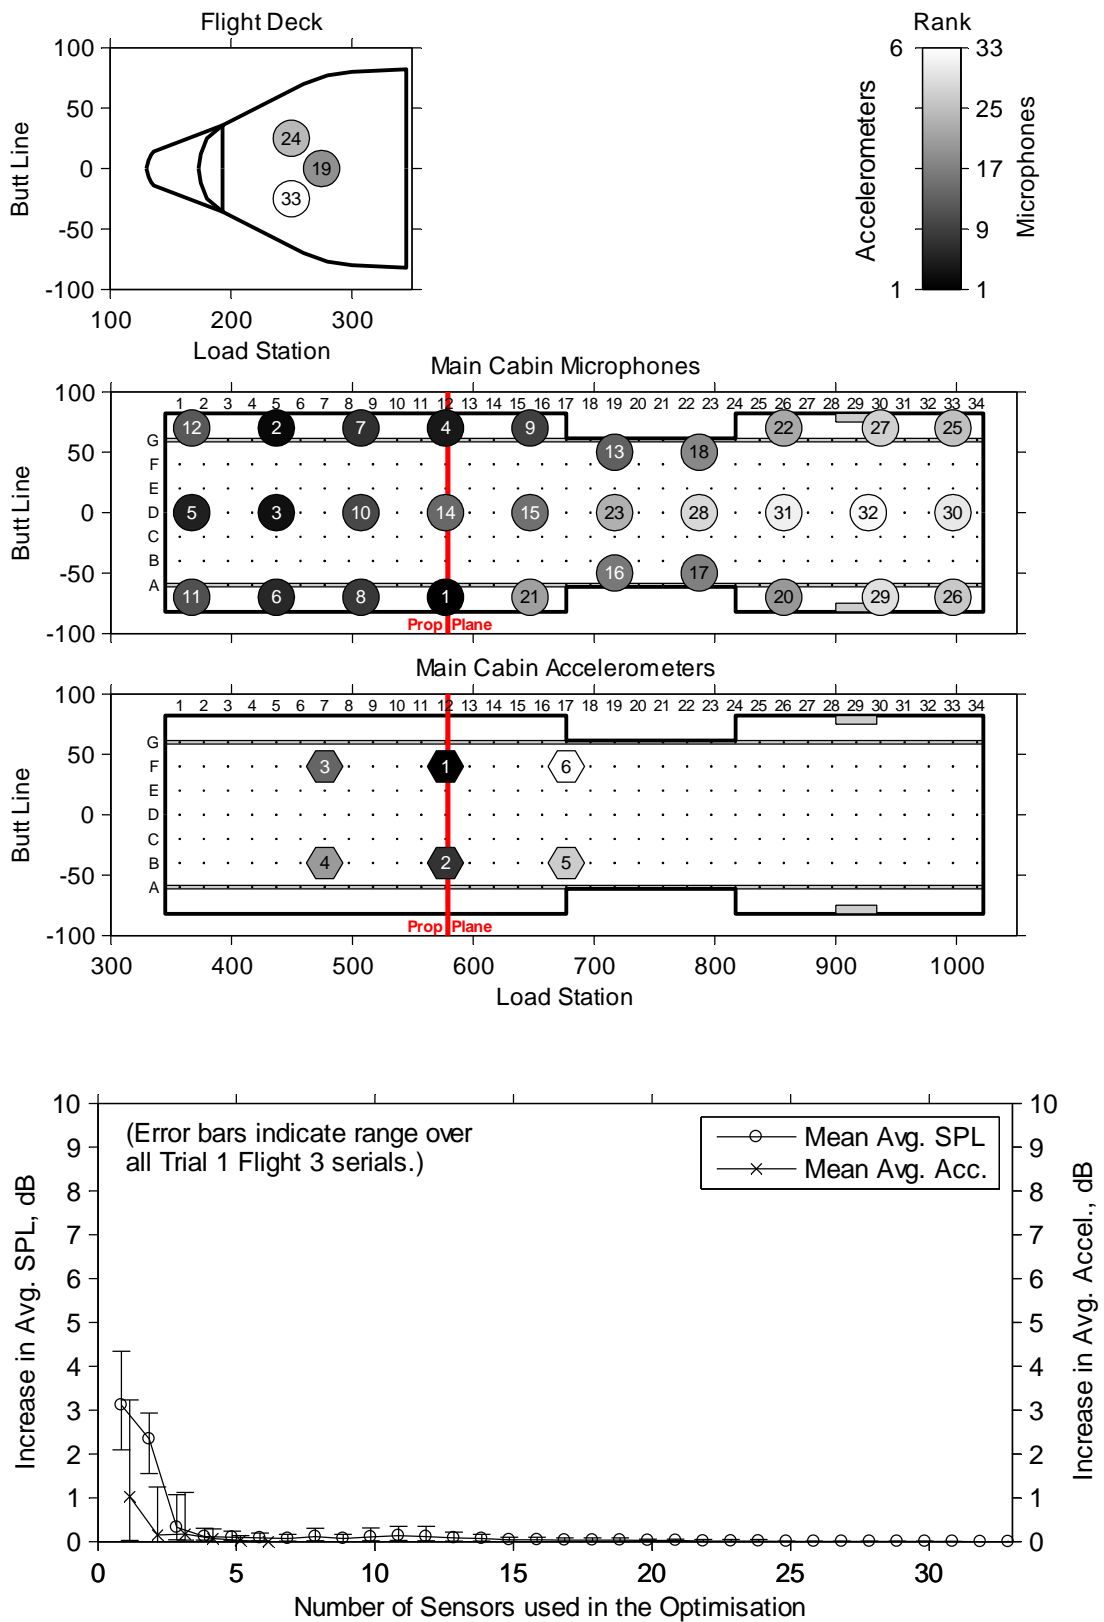 Flight Deck
Rank
100
50
0
-50
-100
Butt Line
24
19
33
100 200 300
Load Station
6 33
25
17
9
1 1
Accelerometers
Microphones
Main Cabin Microphones
100
50
0
-50
-100
Butt Line
1 2 3 4 5 6 7 8 9 10 11 12 13 14 15 16 17 18 19 20 21 22 23 24 25 26 27 28 29 30 31 32 33 34
G
F
E
D
C
B
A
12 2 7 4 9 22 27 25
13 18
5 3 10 14 15 23 28 31 32 30
16 17
11 6 8 1 21 20 29 26
Prop Plane
Main Cabin Accelerometers
100
50
0
-50
-100
Butt Line
1 2 3 4 5 6 7 8 9 10 11 12 13 14 15 16 17 18 19 20 21 22 23 24 25 26 27 28 29 30 31 32 33 34
G
F
E
D
C
B
A
3 1 6
4 2 5
Prop Plane
300 400 500 600 700 800 900 1000
Load Station
10 10
9 9
8 8
7 7
6 6
5 5
4 4
3 3
2 2
1 1
0 0
Increase in Avg. SPL, dB
Increase in Avg. Accel., dB
(Error bars indicate range over
all Trial 1 Flight 3 serials.)
Mean Avg. SPL
Mean Avg. Acc.
0 5 10 15 20 25 30
Number of Sensors used in the Optimisation